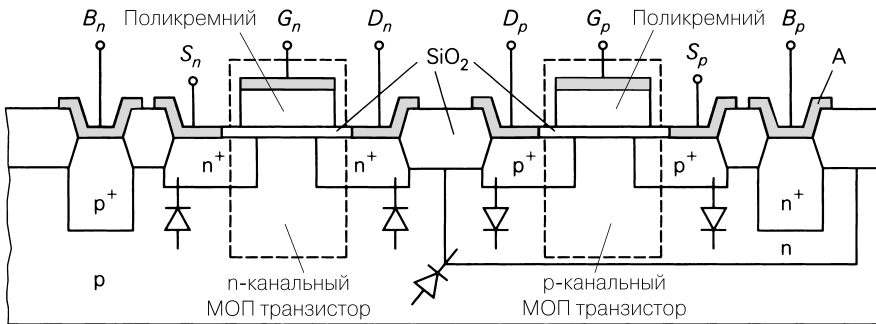 Поликремний
Поликремний
Bn
Gn
Dn
Dp
Gp
Bp
Sn
SiO2
Sp
A
n+
n+
p+
p+
p+
n+
n
p
n-канальный
МОП транзистор
p-канальный
МОП транзистор